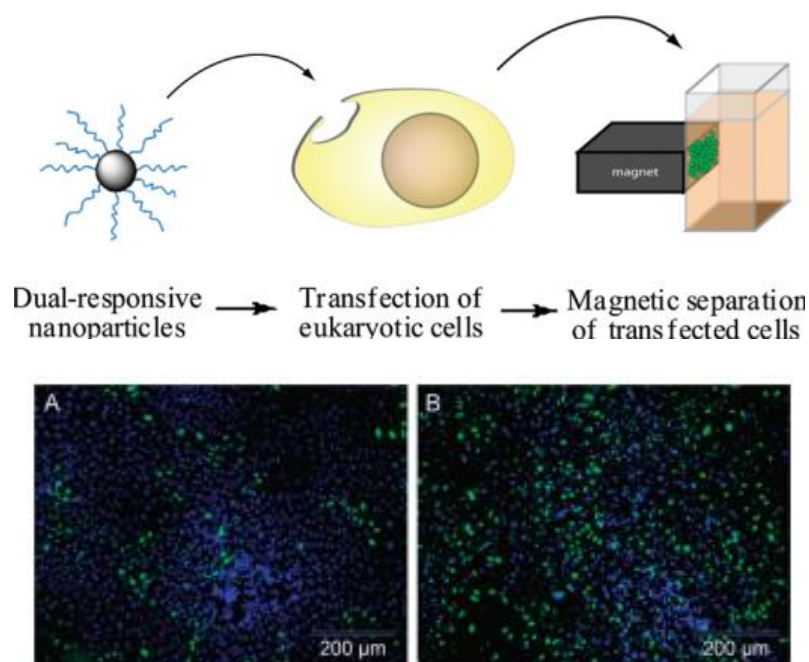 magnet
Dual-responsive Transfection of Magnetic separation
nanoparticles eukaryotic cells of transfected cells
A B
200 µm 200 µm